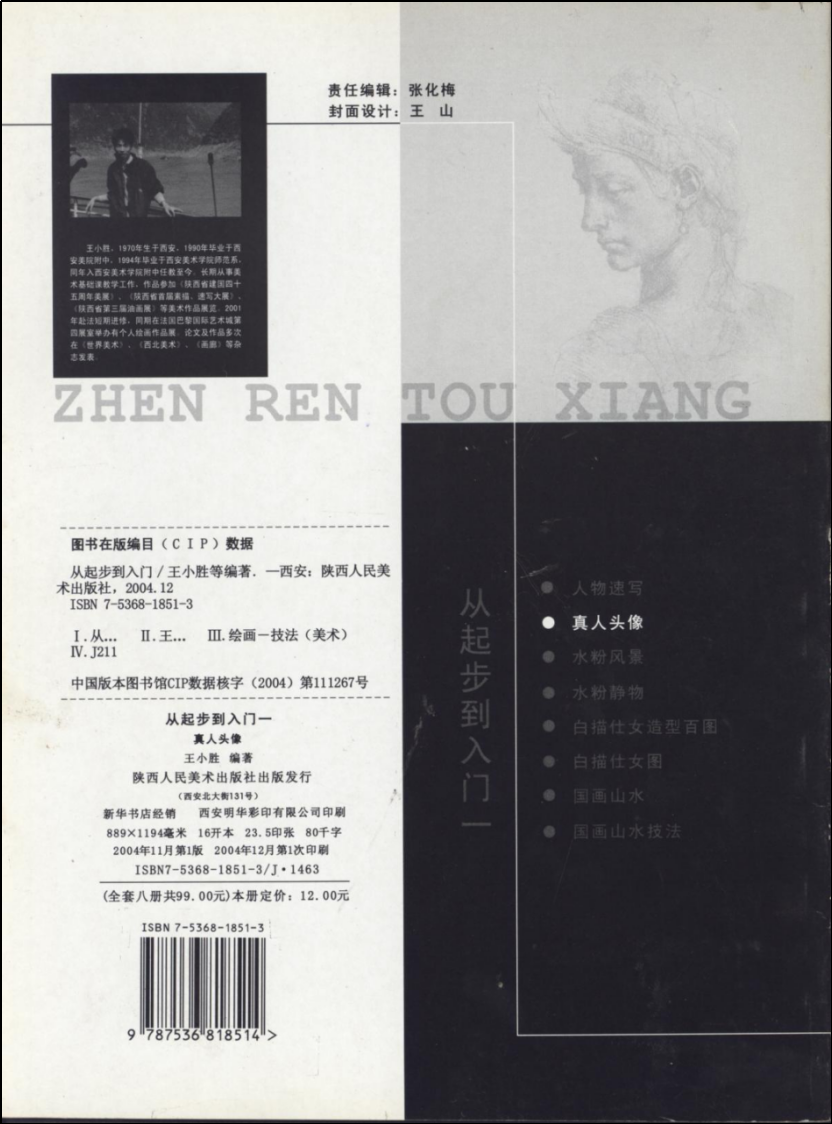 责任编辑：张化梅
封面设计：王 山
王小胜，1970年生于西安，1990年毕业于西
安美院附中，1994年毕业于西安美术学院师范系，
同年入西安美术学院附中任教至今，长期从事美
术基础课教学工作，作品参加《陕西省建国四十
五周年美展》、《陕西省首届素描、速写大展》、
《陕西省第三届油画展》等美术作品展览，2001
年赴法短期进修，同期在法国巴黎国际艺术城第
四展室举办有个人绘画作品展，论文及作品多次
在《世界美术》、《西北美术》、《画廊》等杂
志发表
ZHEN REN TOU XIANG
图书在版编目（CIP）数据
从起步到入门／王小胜等编著．—西安：陕西人民美
术出版社，2004.12
ISBN 7-5368-1851-3
Ⅰ.从… Ⅱ.王… Ⅲ.绘画－技法（美术）
Ⅳ.J211
中国版本图书馆CIP数据核字（2004）第111267号
从起步到入门一
真人头像
王小胜 编著
陕西人民美术出版社出版发行
（西安北大街131号）
新华书店经销 西安明华彩印有限公司印刷
889×1194毫米 16开本 23.5印张 80千字
2004年11月第1版 2004年12月第1次印刷
ISBN7-5368-1851-3/J·1463
(全套八册共99.00元)本册定价：12.00元
ISBN 7-5368-1851-3
9 787536 818514 >
从起步到入门一
● 人物速写
● 真人头像
● 水粉风景
● 水粉静物
● 白描仕女造型百图
● 白描仕女图
● 国画山水
● 国画山水技法